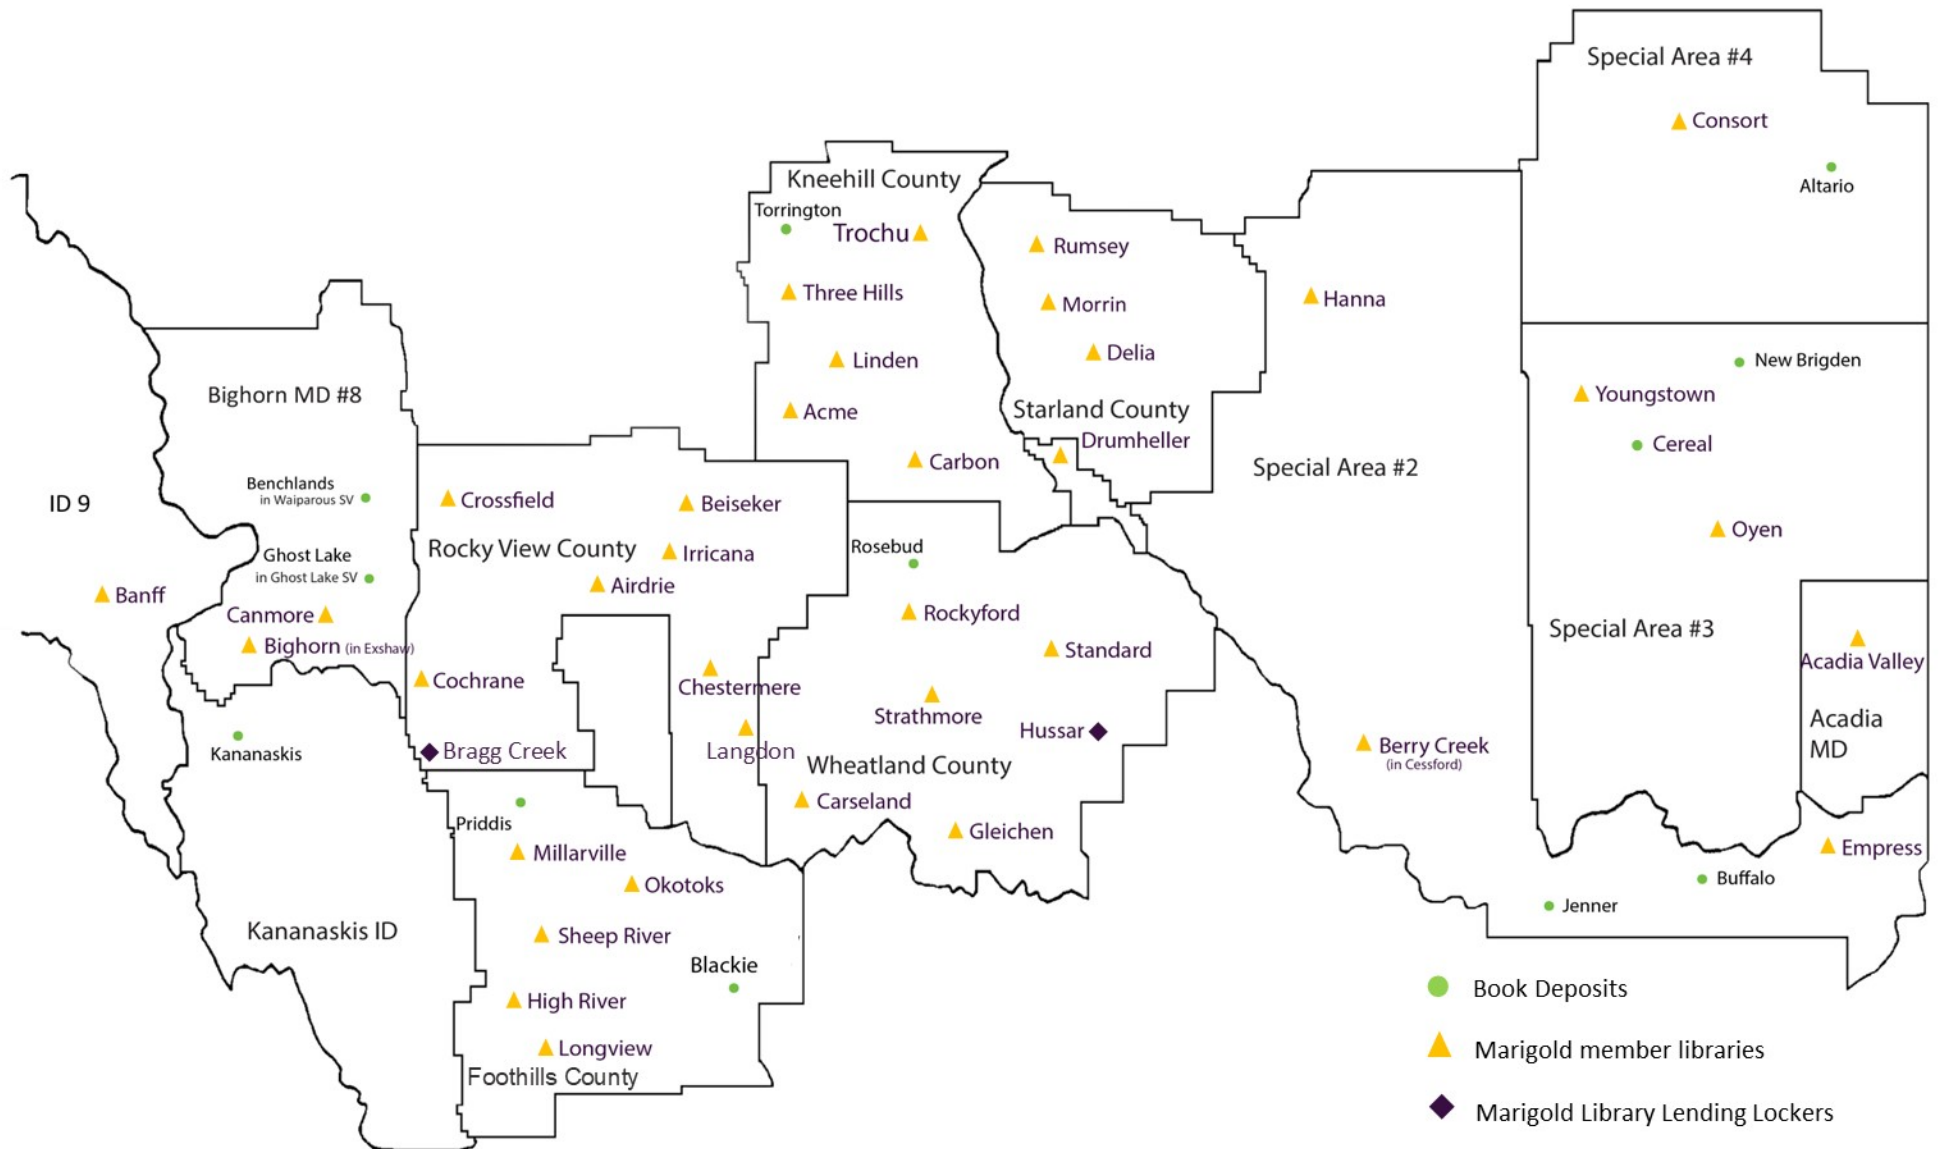 Special Area #4
Consort
Altario
Kneehill County
Torrington
Trochu
Rumsey
Three Hills
Morrin
Hanna
Linden
Delia
New Brigden
Bighorn MD #8
Youngstown
Acme
Starland County
Drumheller
Cereal
Carbon
Special Area #2
Benchlands
in Waiparous SV
ID 9
Crossfield
Beiseker
Oyen
Rocky View County
Irricana
Rosebud
Ghost Lake
in Ghost Lake SV
Airdrie
Banff
Canmore
Rockyford
Special Area #3
Bighorn (in Exshaw)
Standard
Acadia Valley
Cochrane
Chestermere
Strathmore
Acadia
MD
Hussar
Kananaskis
Bragg Creek
Langdon
Berry Creek
(in Cessford)
Wheatland County
Carseland
Priddis
Gleichen
Millarville
Empress
Okotoks
Buffalo
Jenner
Kananaskis ID
Sheep River
Blackie
High River
Longview
Foothills County
Book Deposits
Marigold member libraries
Marigold Library Lending Lockers